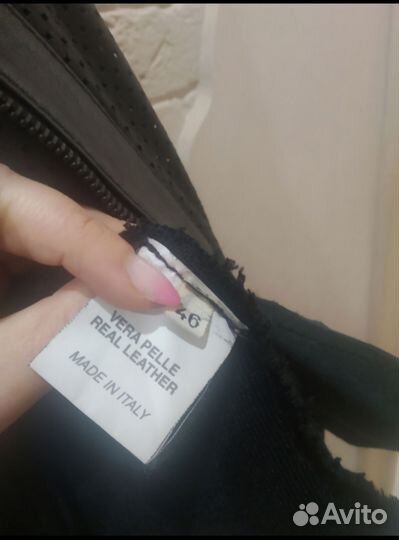 46
VERA PELLE
REAL LEATHER
MADE IN ITALY
Avito